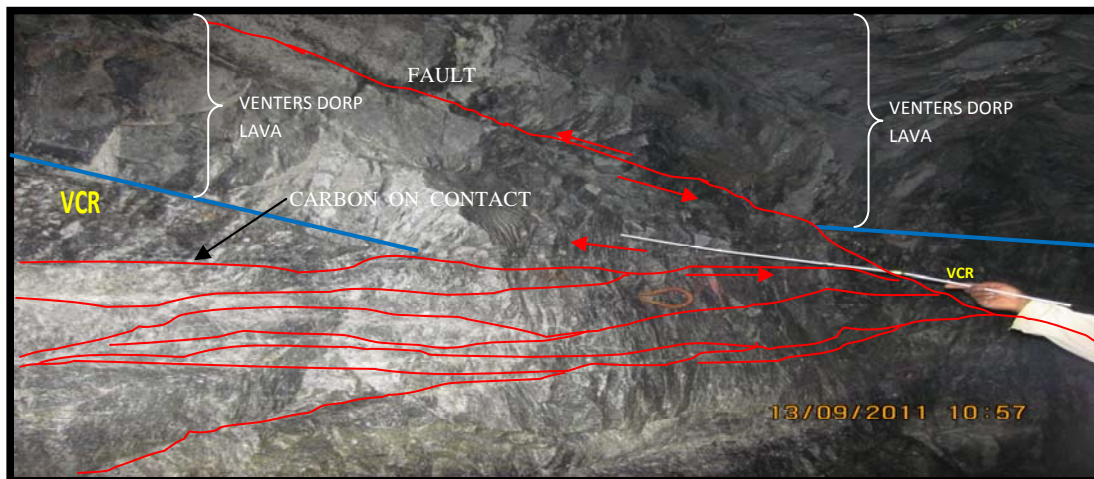 FAULT
VENTERS DORP
LAVA
VENTERS DORP
LAVA
VCR
CARBON ON CONTACT
VCR
13/09/2011 10:57